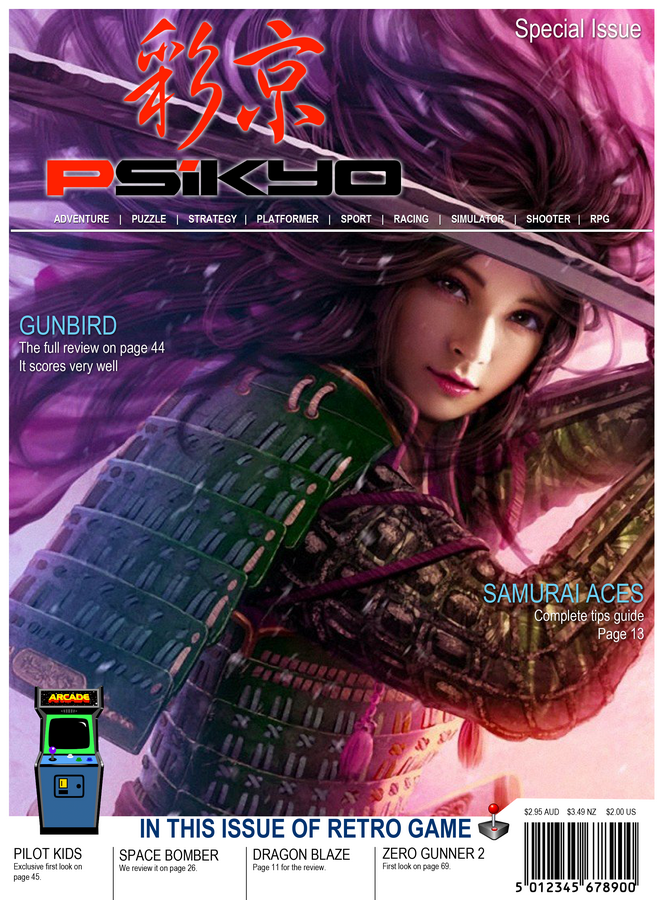 Special Issue
彩京
PSiKYO
ADVENTURE | PUZZLE | STRATEGY | PLATFORMER | SPORT | RACING | SIMULATOR | SHOOTER | RPG
GUNBIRD
The full review on page 44
It scores very well
SAMURAI ACES
Complete tips guide
Page 13
ARCADE
IN THIS ISSUE OF RETRO GAME
PILOT KIDS
Exclusive first look on
page 45.
SPACE BOMBER
We review it on page 26.
DRAGON BLAZE
Page 11 for the review.
ZERO GUNNER 2
First look on page 69.
$2.95 AUD $3.49 NZ $2.00 US
5 012345 678900